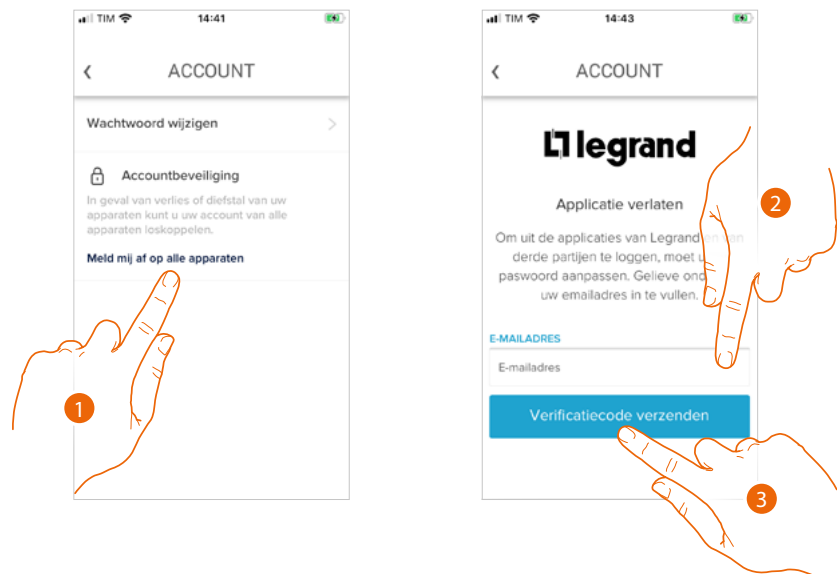 TIM 14:41
ACCOUNT
Wachtwoord wijzigen
Accountbeveiliging
In geval van verlies of diefstal van uw
apparaten kunt u uw account van alle
apparaten loskoppelen.
Meld mij af op alle apparaten
1
TIM 14:43
ACCOUNT
legrand
Applicatie verlaten
Om uit de applicaties van Legrand
derde partijen te loggen, moet u
paswoord aanpassen. Gelieve
uw emailadres in te vullen.
E-MAILADRES
E-mailadres
Verificatiecode verzenden
2
3